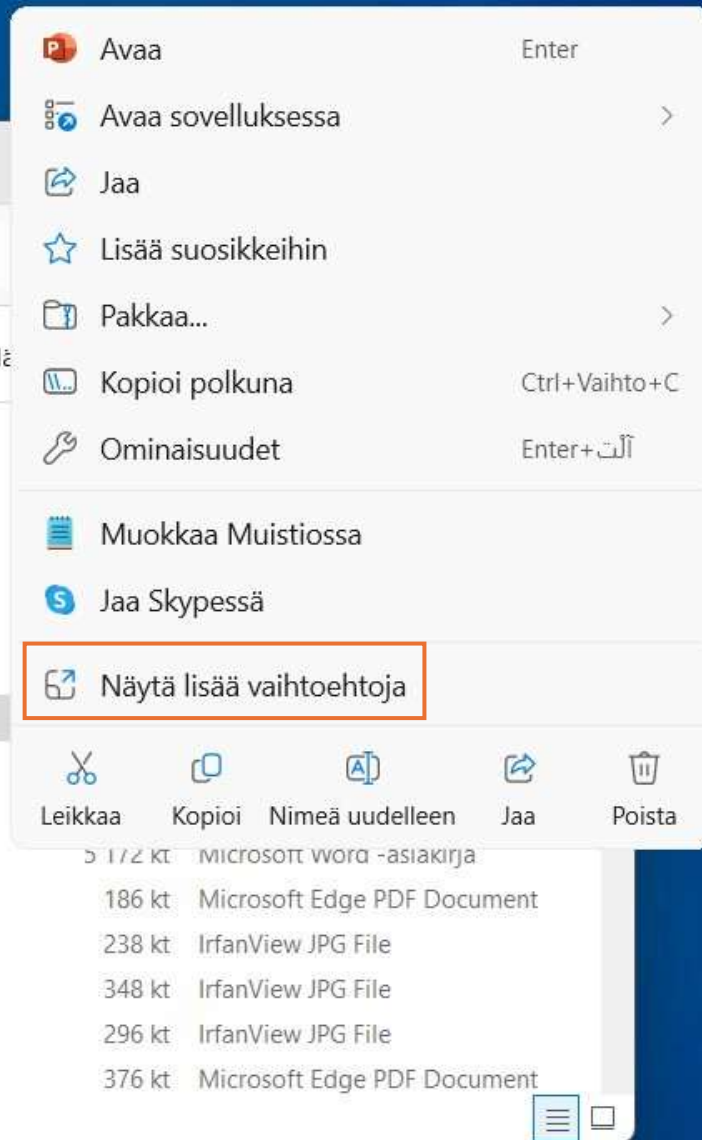 Avaa Enter
Avaa sovelluksessa
Jaa
Lisää suosikkeihin
Pakkaa...
Kopioi polkuna Ctrl+Vaihto+C
Ominaisuudet Enter+آلْت
Muokkaa Muistiossa
Jaa Skypessä
Näytä lisää vaihtoehtoja
Leikkaa Kopioi Nimeä uudelleen Jaa Poista
5 172 kt Microsoft Word -asiakirja
186 kt Microsoft Edge PDF Document
238 kt IrfanView JPG File
348 kt IrfanView JPG File
296 kt IrfanView JPG File
376 kt Microsoft Edge PDF Document